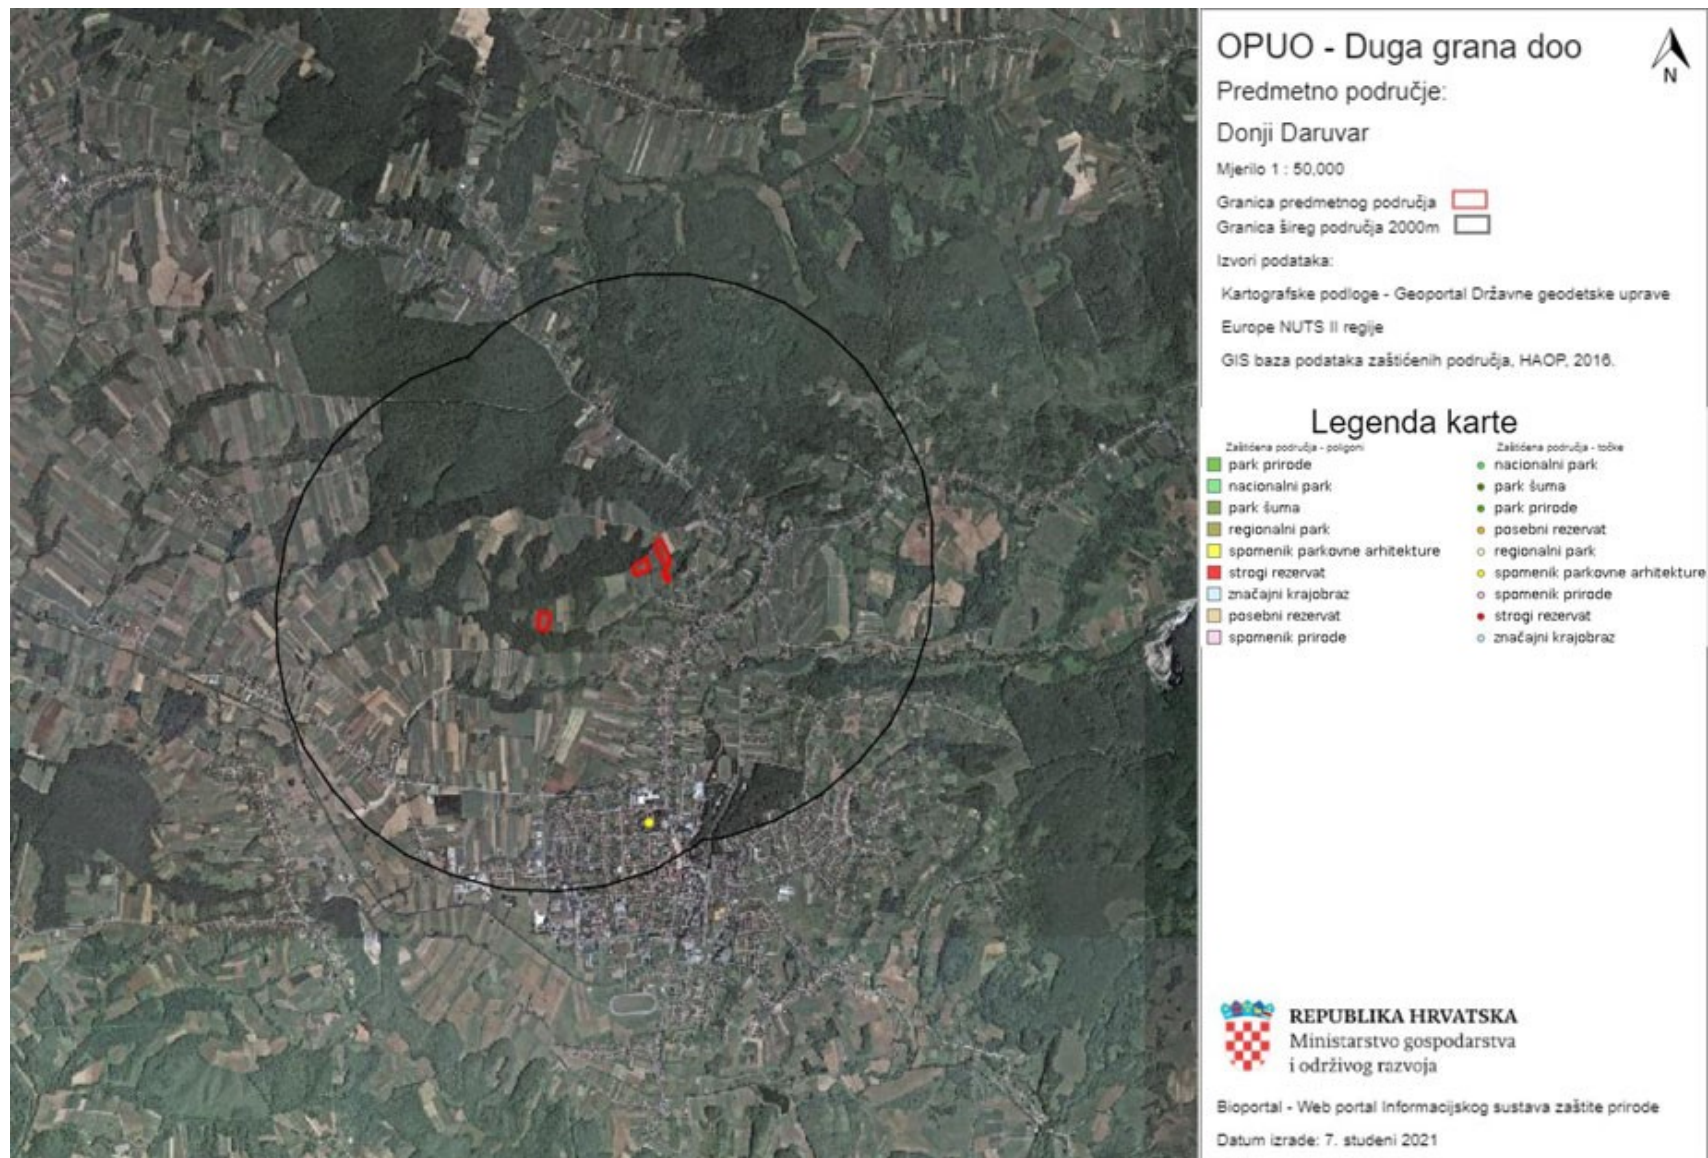 OPUO - Duga grana doo
N
Predmetno područje:
Donji Daruvar
Mjerilo 1 : 50,000
Granica predmetnog područja
Granica šireg područja 2000m
Izvori podataka:
Kartografske podloge - Geoportal Državne geodetske uprave
Europe NUTS II regije
GIS baza podataka zaštićenih područja, HAOP, 2016.
Legenda karte
Zaštićena područja - poligoni
park prirode
nacionalni park
park šuma
regionalni park
spomenik parkovne arhitekture
strogi rezervat
značajni krajobraz
posebni rezervat
spomenik prirode
Zaštićena područja - točke
nacionalni park
park šuma
park prirode
posebni rezervat
regionalni park
spomenik parkovne arhitekture
spomenik prirode
strogi rezervat
značajni krajobraz
REPUBLIKA HRVATSKA
Ministarstvo gospodarstva
i održivog razvoja
Bioportal - Web portal Informacijskog sustava zaštite prirode
Datum izrade: 7. studeni 2021